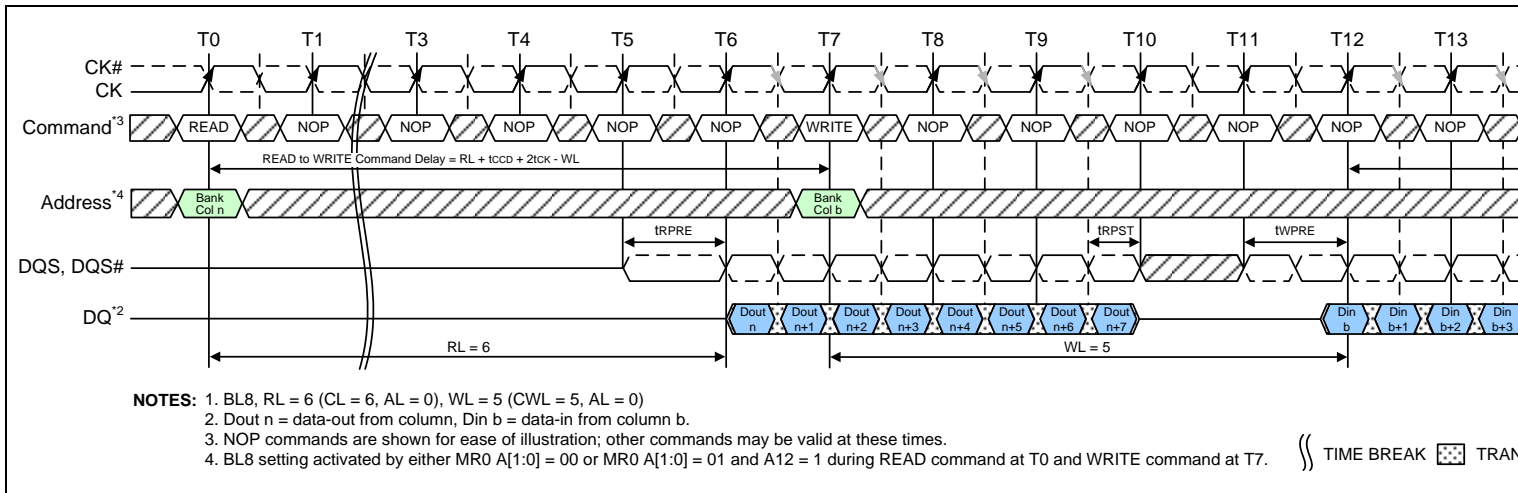 T0 T1 T3 T4 T5 T6 T7 T8 T9 T10 T11 T12 T13
CK#
CK
Command*3 READ NOP NOP NOP NOP NOP WRITE NOP NOP NOP NOP NOP NOP
READ to WRITE Command Delay = RL + tCCD + 2tCK - WL
Address*4 Bank Col n Bank Col b
tRPRE tRPST tWPRE
DQS, DQS#
DQ*2 Dout n Dout n+1 Dout n+2 Dout n+3 Dout n+4 Dout n+5 Dout n+6 Dout n+7 Din b Din b+1 Din b+2 Din b+3
RL = 6 WL = 5
NOTES: 1. BL8, RL = 6 (CL = 6, AL = 0), WL = 5 (CWL = 5, AL = 0)
2. Dout n = data-out from column, Din b = data-in from column b.
3. NOP commands are shown for ease of illustration; other commands may be valid at these times.
4. BL8 setting activated by either MR0 A[1:0] = 00 or MR0 A[1:0] = 01 and A12 = 1 during READ command at T0 and WRITE command at T7.
TIME BREAK TRAN